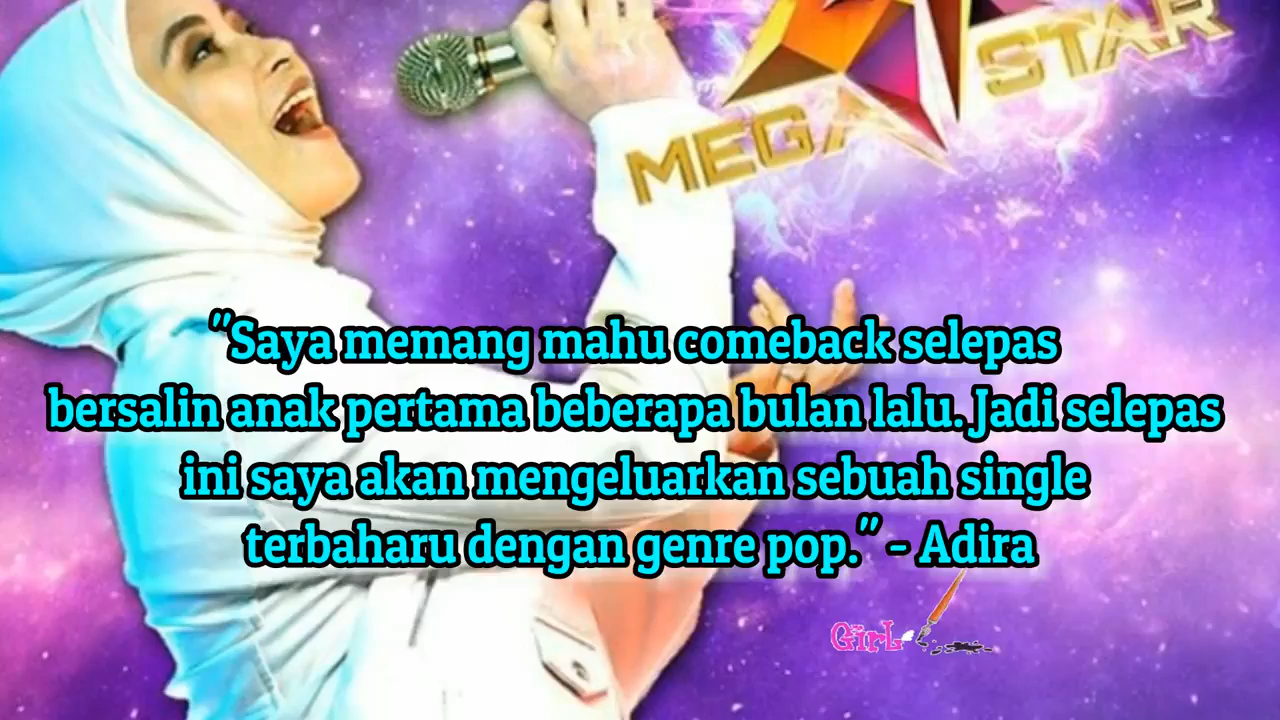 MEGA STAR
"Saya memang mahu comeback selepas
bersalin anak pertama beberapa bulan lalu. Jadi selepas
ini saya akan mengeluarkan sebuah single
terbaharu dengan genre pop." - Adira
GirL